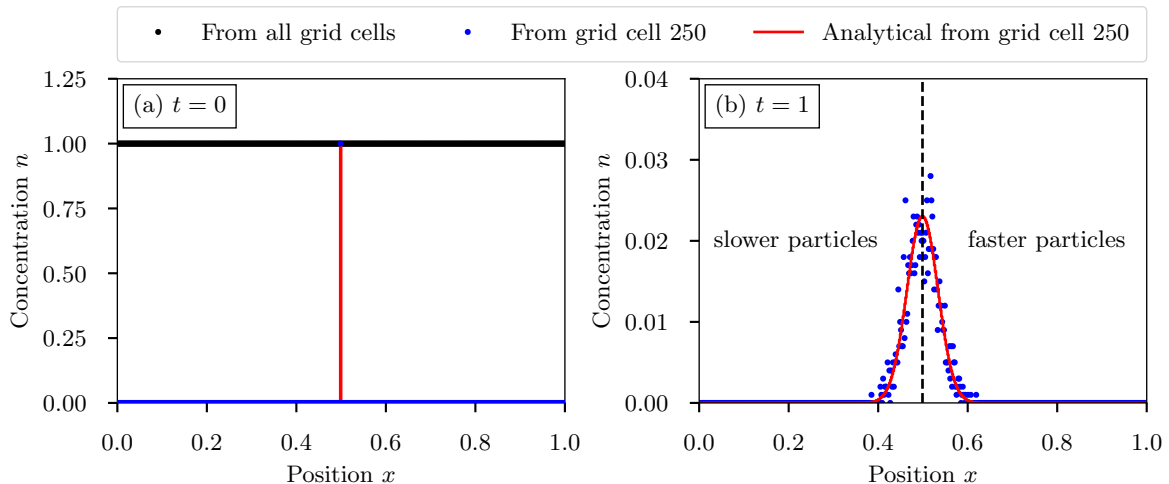 From all grid cells From grid cell 250 Analytical from grid cell 250
(a) t = 0
1.25
1.00
0.75
0.50
0.25
0.00
Concentration n
0.0 0.2 0.4 0.6 0.8 1.0
Position x
(b) t = 1
0.04
0.03
0.02
0.01
0.00
Concentration n
slower particles faster particles
0.0 0.2 0.4 0.6 0.8 1.0
Position x